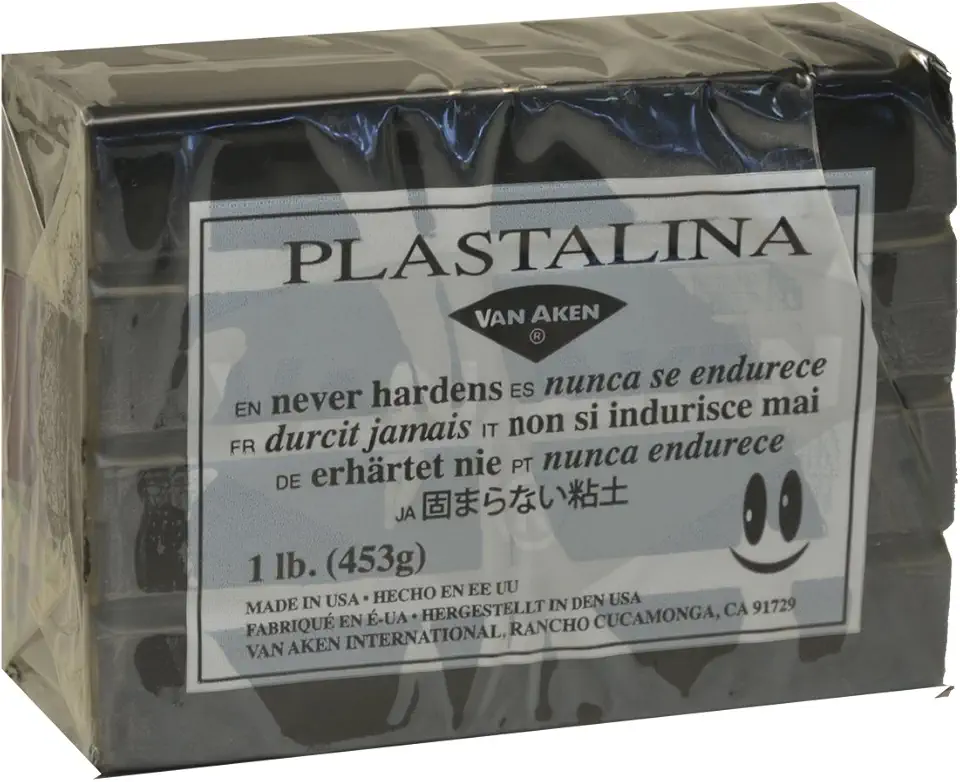 PLASTALINA
VAN AKEN
®
EN never hardens ES nunca se endurece
FR durcit jamais IT non si indurisce mai
DE erhärtet nie PT nunca endurece
JA 固まらない粘土
1 lb. (453g)
MADE IN USA • HECHO EN EE UU
FABRIQUÉ EN É-UA • HERGESTELLT IN DEN USA
VAN AKEN INTERNATIONAL, RANCHO CUCAMONGA, CA 91729